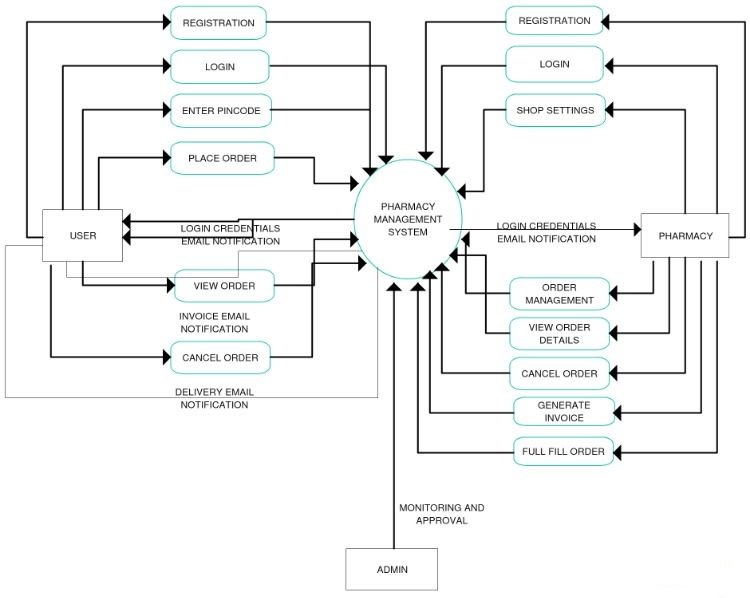 REGISTRATION
REGISTRATION
LOGIN
LOGIN
ENTER PINCODE
SHOP SETTINGS
PLACE ORDER
PHARMACY
MANAGEMENT
SYSTEM
USER
LOGIN CREDENTIALS
EMAIL NOTIFICATION
LOGIN CREDENTIALS
EMAIL NOTIFICATION
PHARMACY
VIEW ORDER
ORDER
MANAGEMENT
INVOICE EMAIL
NOTIFICATION
VIEW ORDER
DETAILS
CANCEL ORDER
CANCEL ORDER
DELIVERY EMAIL
NOTIFICATION
GENERATE
INVOICE
FULL FILL ORDER
MONITORING AND
APPROVAL
ADMIN